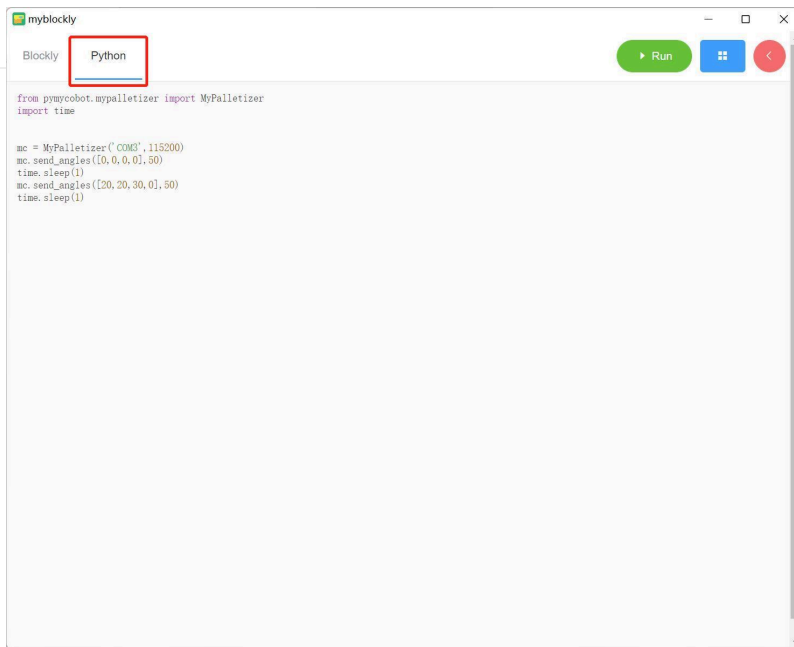 myblockly
Blockly
Python
Run
from pymycobot.mypalletizer import MyPalletizer
import time
mc = MyPalletizer('COM3',115200)
mc.send_angles([0,0,0,0],50)
time.sleep(1)
mc.send_angles([20,20,30,0],50)
time.sleep(1)